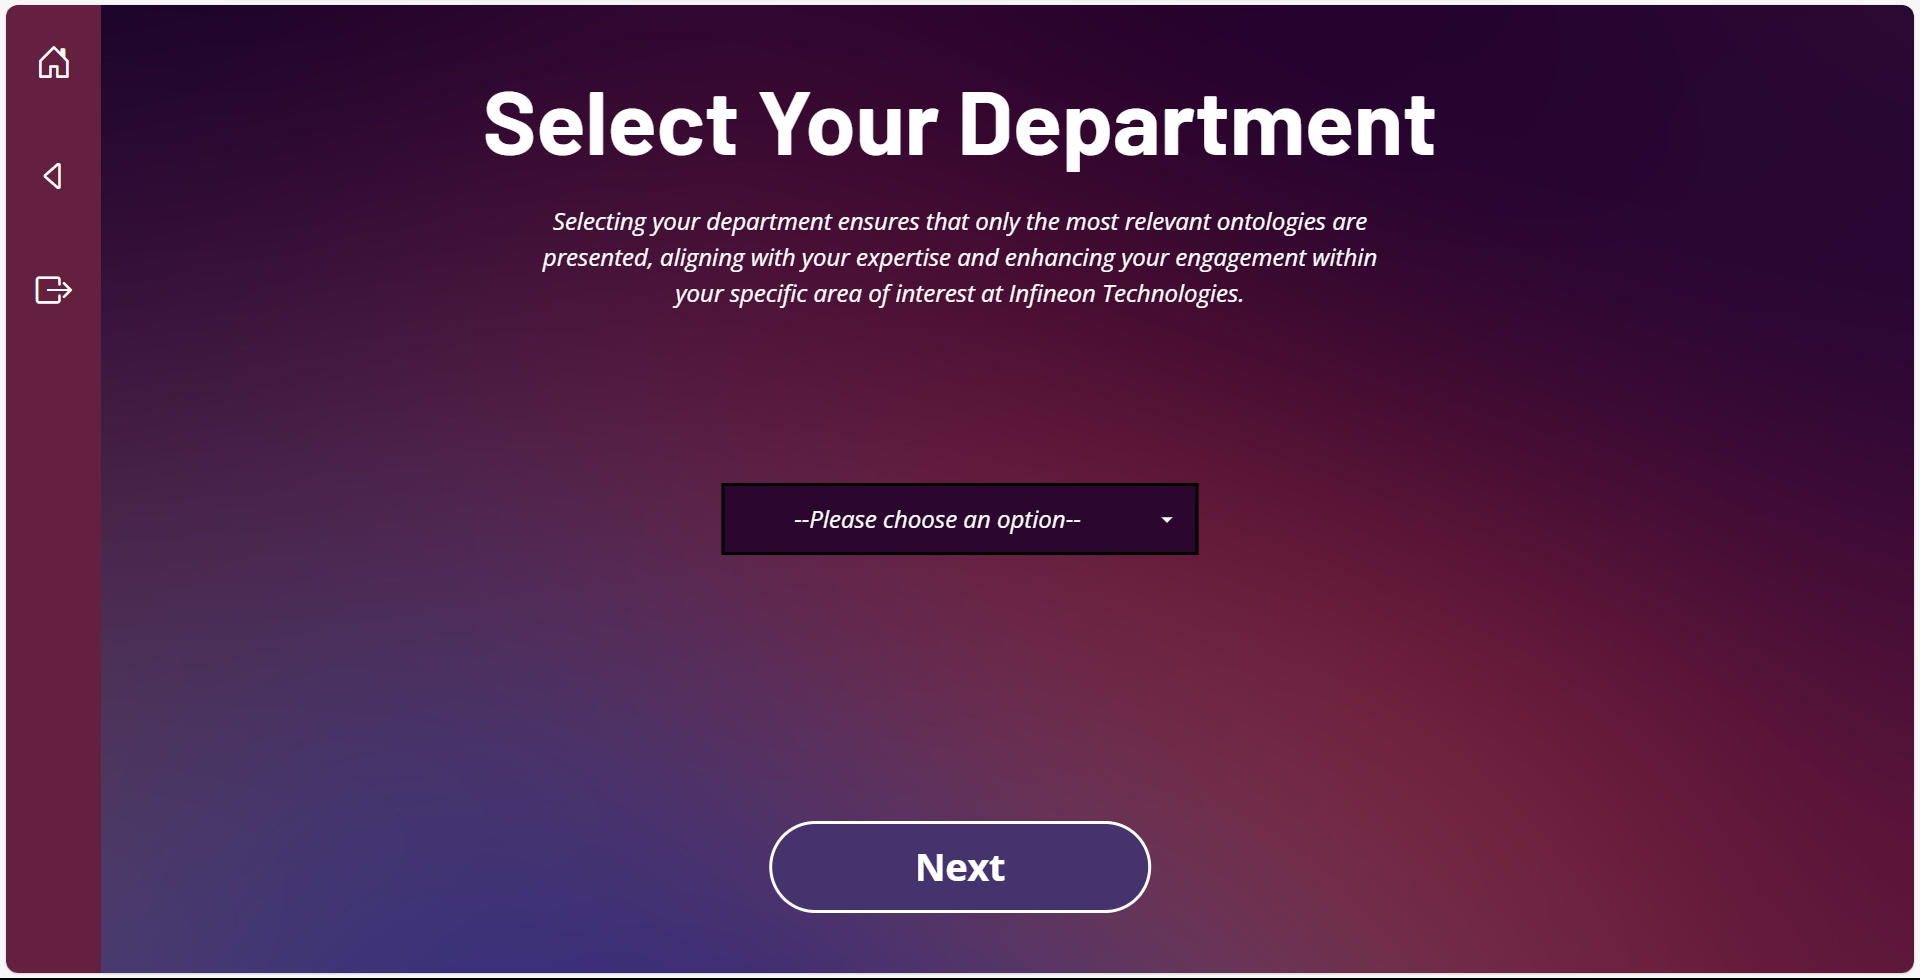 Select Your Department
Selecting your department ensures that only the most relevant ontologies are
presented, aligning with your expertise and enhancing your engagement within
your specific area of interest at Infineon Technologies.
--Please choose an option--
Next